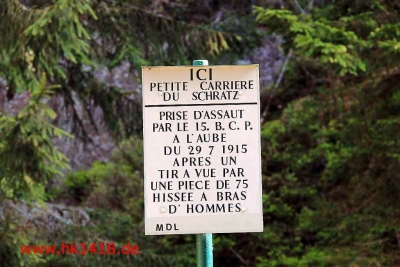 ICI
PETITE CARRIERE
DU SCHRATZ
PRISE D'ASSAUT
PAR LE 15. B. C. P.
A L'AUBE
DU 29 7 1915
APRES UN
TIR A VUE PAR
UNE PIECE DE 75
HISSEE A BRAS
D' HOMMES
MDL
www.hc1418.de